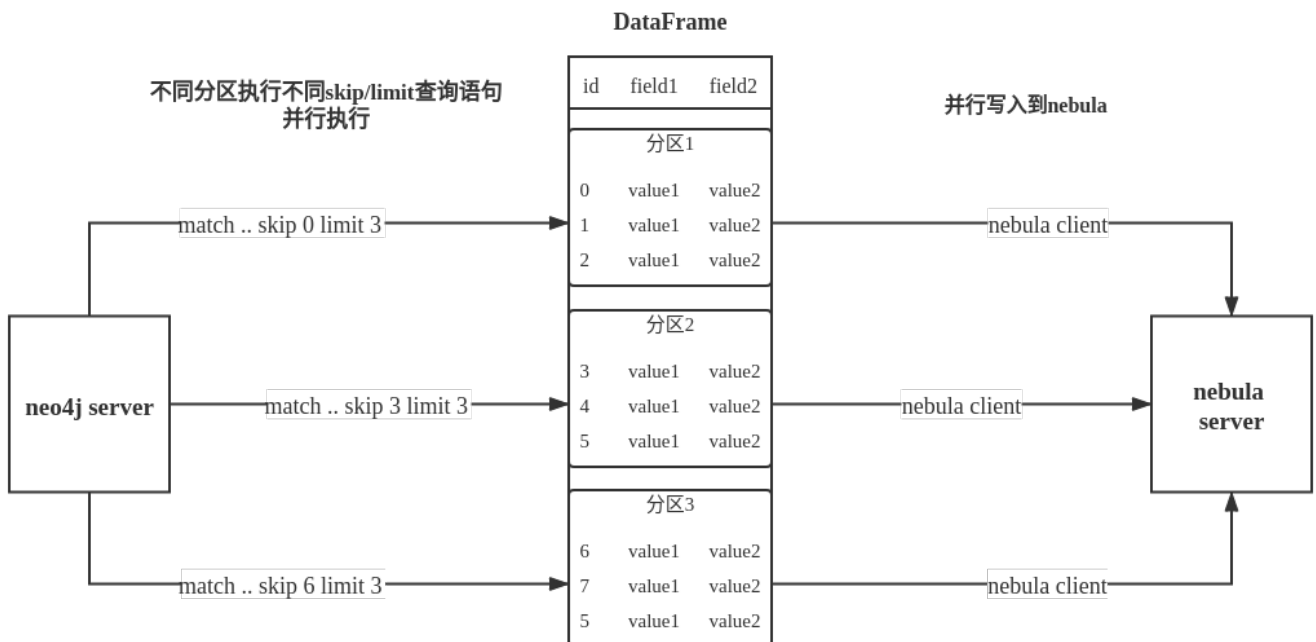 DataFrame
不同分区执行不同skip/limit查询语句
并行执行
并行写入到nebula
id field1 field2
分区1
0 value1 value2
1 value1 value2
2 value1 value2
match .. skip 0 limit 3
nebula client
分区2
3 value1 value2
4 value1 value2
5 value1 value2
neo4j server
match .. skip 3 limit 3
nebula client
nebula
server
分区3
6 value1 value2
7 value1 value2
5 value1 value2
match .. skip 6 limit 3
nebula client